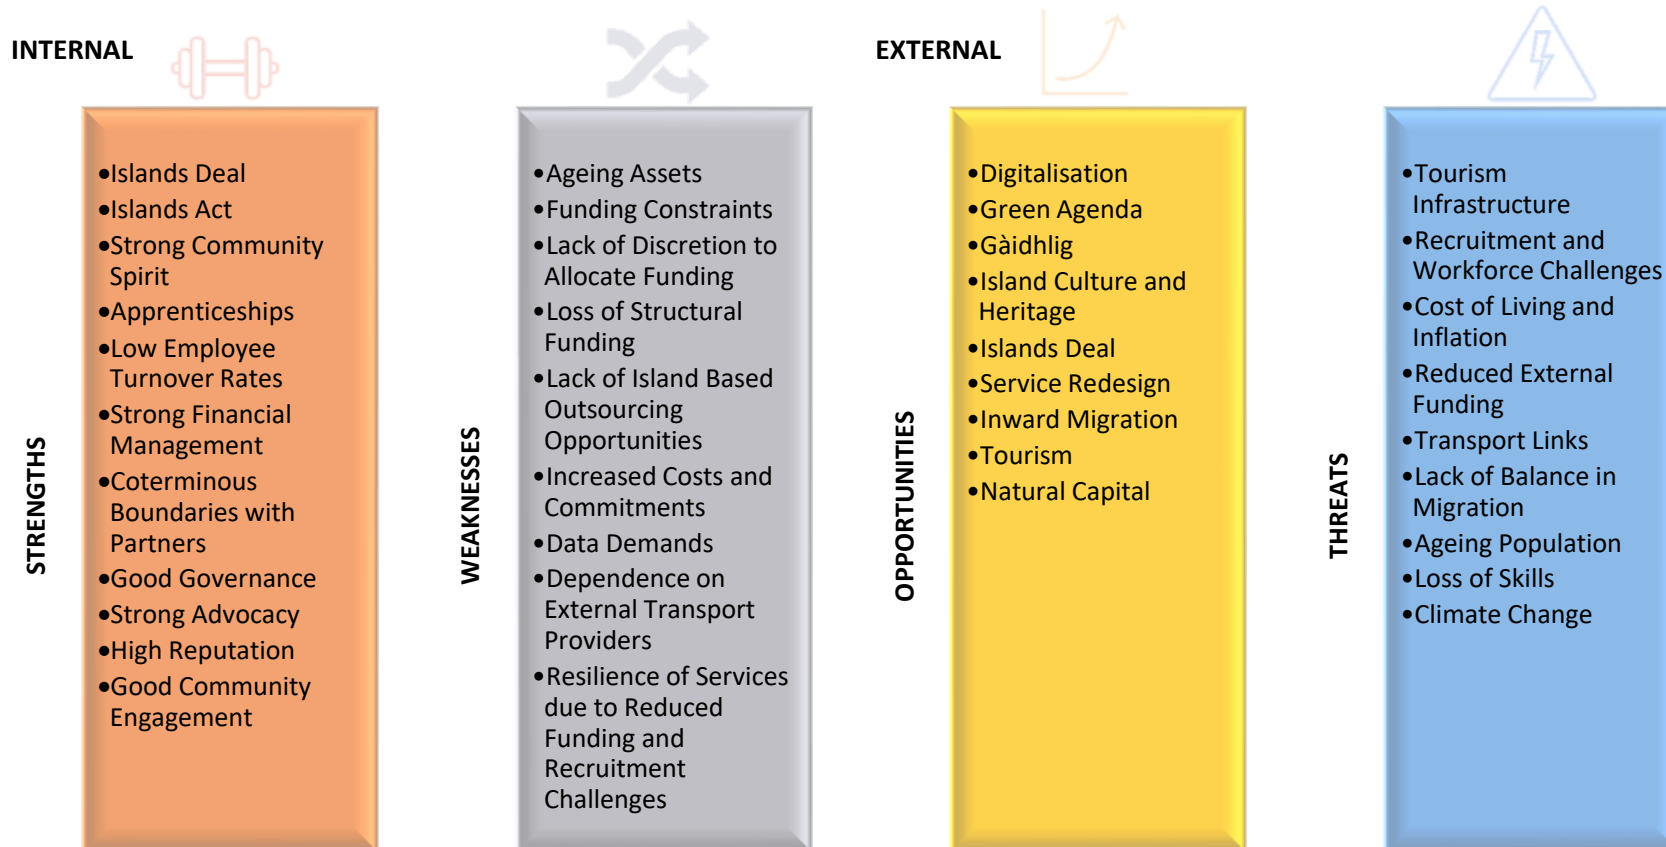 INTERNAL
EXTERNAL
STRENGTHS
•Islands Deal
•Islands Act
•Strong Community
Spirit
•Apprenticeships
•Low Employee
Turnover Rates
•Strong Financial
Management
•Coterminous
Boundaries with
Partners
•Good Governance
•Strong Advocacy
•High Reputation
•Good Community
Engagement
WEAKNESSES
•Ageing Assets
•Funding Constraints
•Lack of Discretion to
Allocate Funding
•Loss of Structural
Funding
•Lack of Island Based
Outsourcing
Opportunities
•Increased Costs and
Commitments
•Data Demands
•Dependence on
External Transport
Providers
•Resilience of Services
due to Reduced
Funding and
Recruitment
Challenges
OPPORTUNITIES
•Digitalisation
•Green Agenda
•Gàidhlig
•Island Culture and
Heritage
•Islands Deal
•Service Redesign
•Inward Migration
•Tourism
•Natural Capital
THREATS
•Tourism
Infrastructure
•Recruitment and
Workforce Challenges
•Cost of Living and
Inflation
•Reduced External
Funding
•Transport Links
•Lack of Balance in
Migration
•Ageing Population
•Loss of Skills
•Climate Change